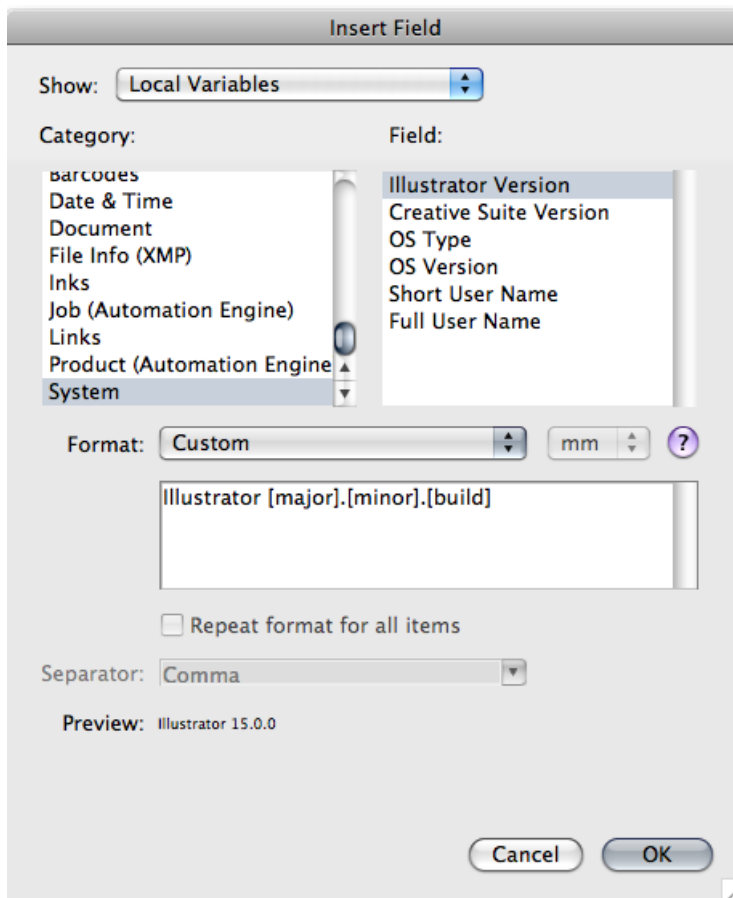 Insert Field
Show: Local Variables
Category: Field:
Barcodes
Date & Time
Document
File Info (XMP)
Inks
Job (Automation Engine)
Links
Product (Automation Engine
System
Illustrator Version
Creative Suite Version
OS Type
OS Version
Short User Name
Full User Name
Format: Custom mm ?
Illustrator [major].[minor].[build]
Repeat format for all items
Separator: Comma
Preview: Illustrator 15.0.0
Cancel OK